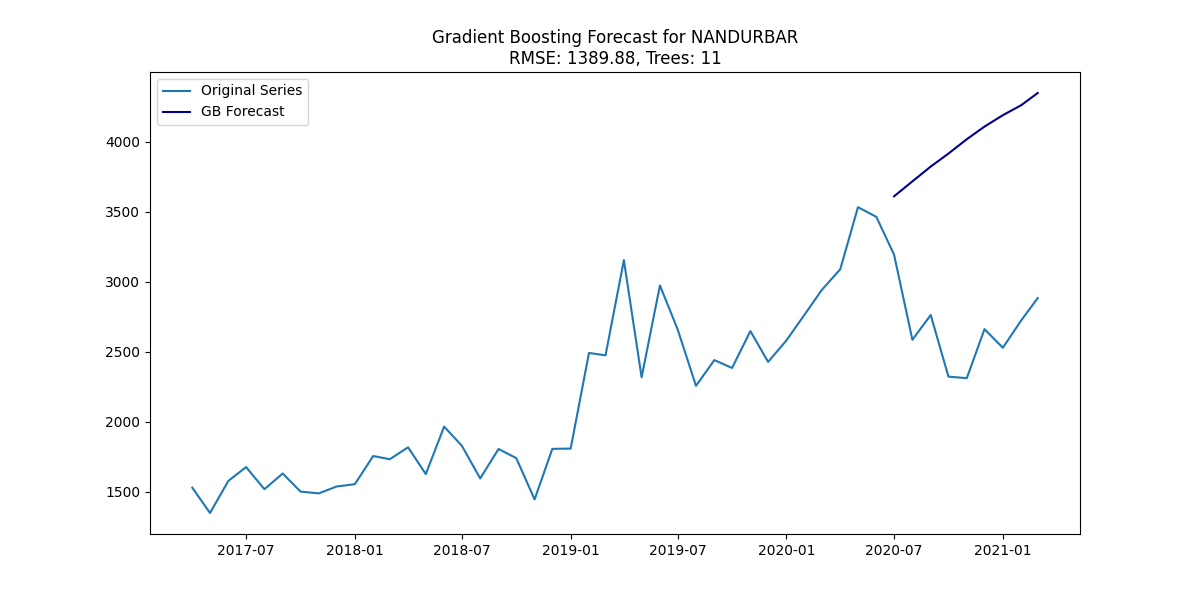 Gradient Boosting Forecast for NANDURBAR
RMSE: 1389.88, Trees: 11
Original Series
GB Forecast
4000
3500
3000
2500
2000
1500
2017-07 2018-01 2018-07 2019-01 2019-07 2020-01 2020-07 2021-01